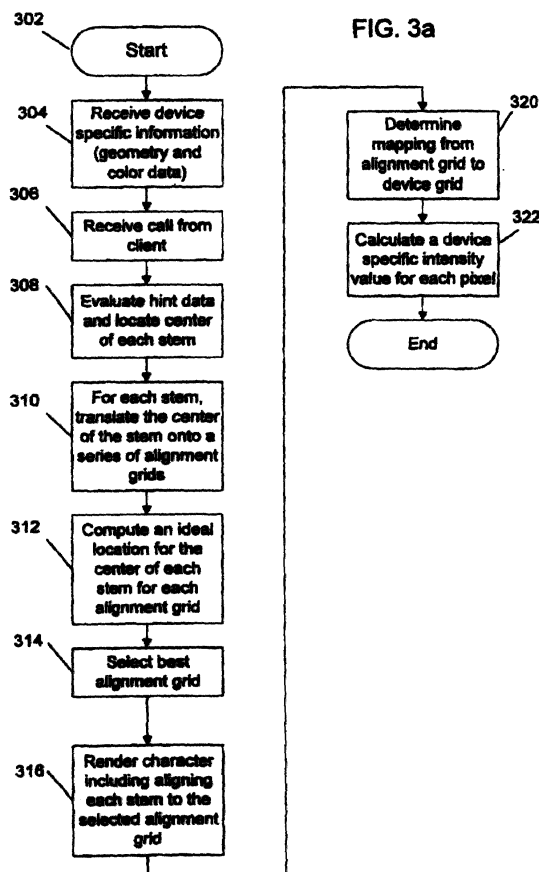 FIG. 3a
302
Start
304
Receive device
specific information
(geometry and
color data)
306
Receive call from
client
308
Evaluate hint data
and locate center
of each stem
310
For each stem,
translate the center
of the stem onto a
series of alignment
grids
312
Compute an ideal
location for the
center of each
stem for each
alignment grid
314
Select best
alignment grid
316
Render character
including aligning
each stem to the
selected alignment
grid
320
Determine
mapping from
alignment grid to
device grid
322
Calculate a device
specific intensity
value for each pixel
End